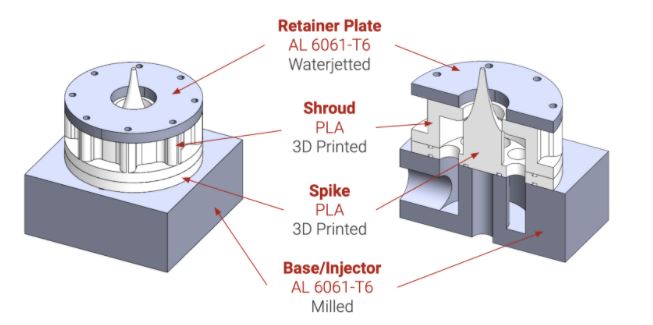 Retainer Plate
AL 6061-T6
Waterjetted
Shroud
PLA
3D Printed
Spike
PLA
3D Printed
Base/Injector
AL 6061-T6
Milled